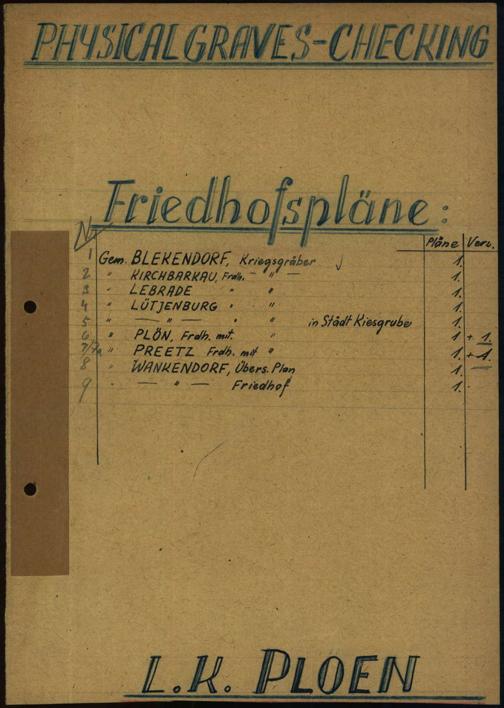 PHYSICAL GRAVES-CHECKING
Friedhofspläne:
Nr. Pläne Verz.
1 Gem. BLEKENDORF, Kriegsgräber 1.
2 " KIRCHBARKAU, Frdh. — " 1.
3 " LEBRADE " " 1.
4 " LÜTJENBURG " " 1.
5 " — " — " " in Städt Kiesgrube 1.
6 " PLÖN, Frdh. mit. " 1. + 1.
7/7a " PREETZ Frdh. mit " 1. + 1.
8 " WANKENDORF, Übers. Plan 1. —
9 " — " — Friedhof 1.
L.K. PLOEN